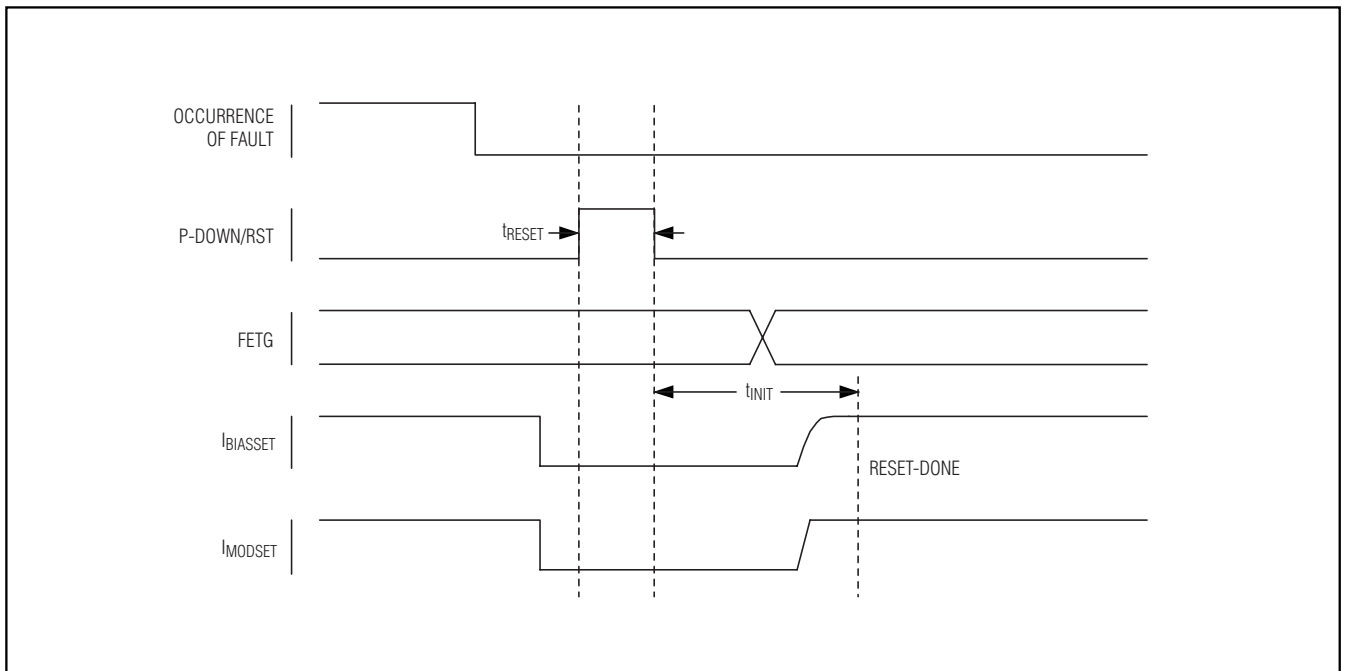 OCCURRENCE
OF FAULT
P-DOWN/RST
tRESET
FETG
tINIT
IBIASSET
RESET-DONE
IMODSET